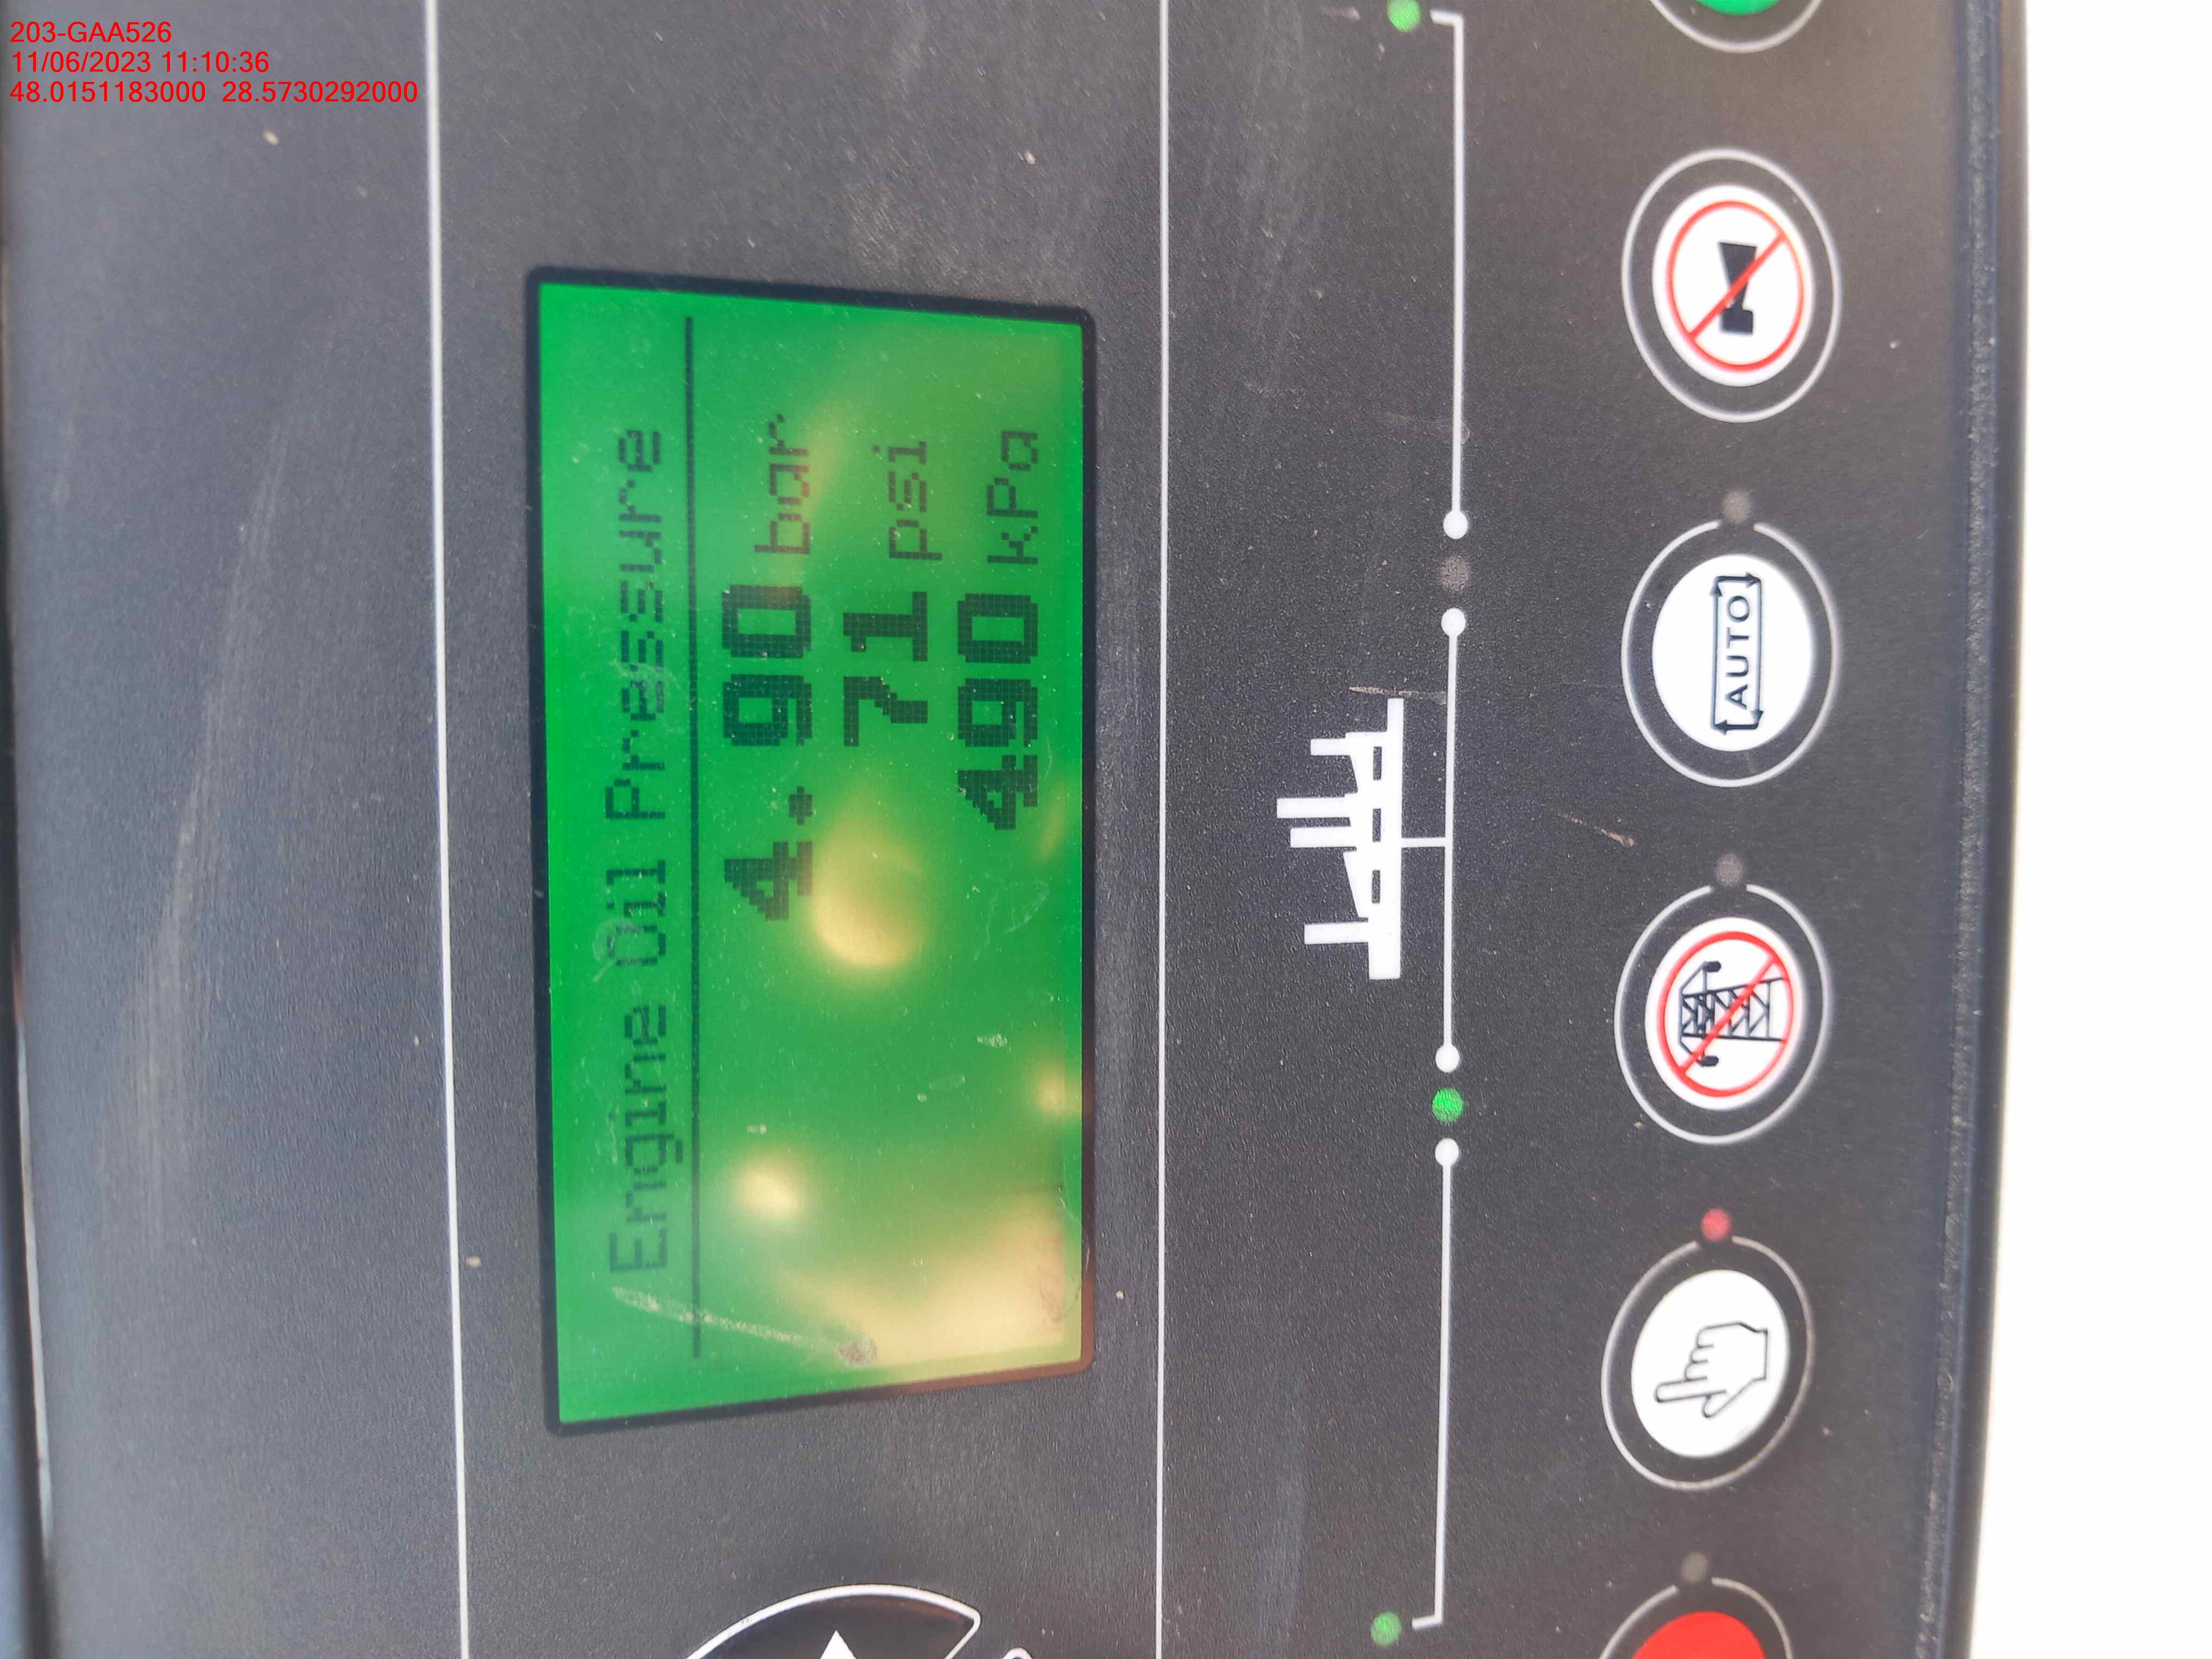 203-GAA526
11/06/2023 11:10:36
48.0151183000 28.5730292000
Engine Oil Pressure
4.90 bar
71 psi
490 kPa
AUTO